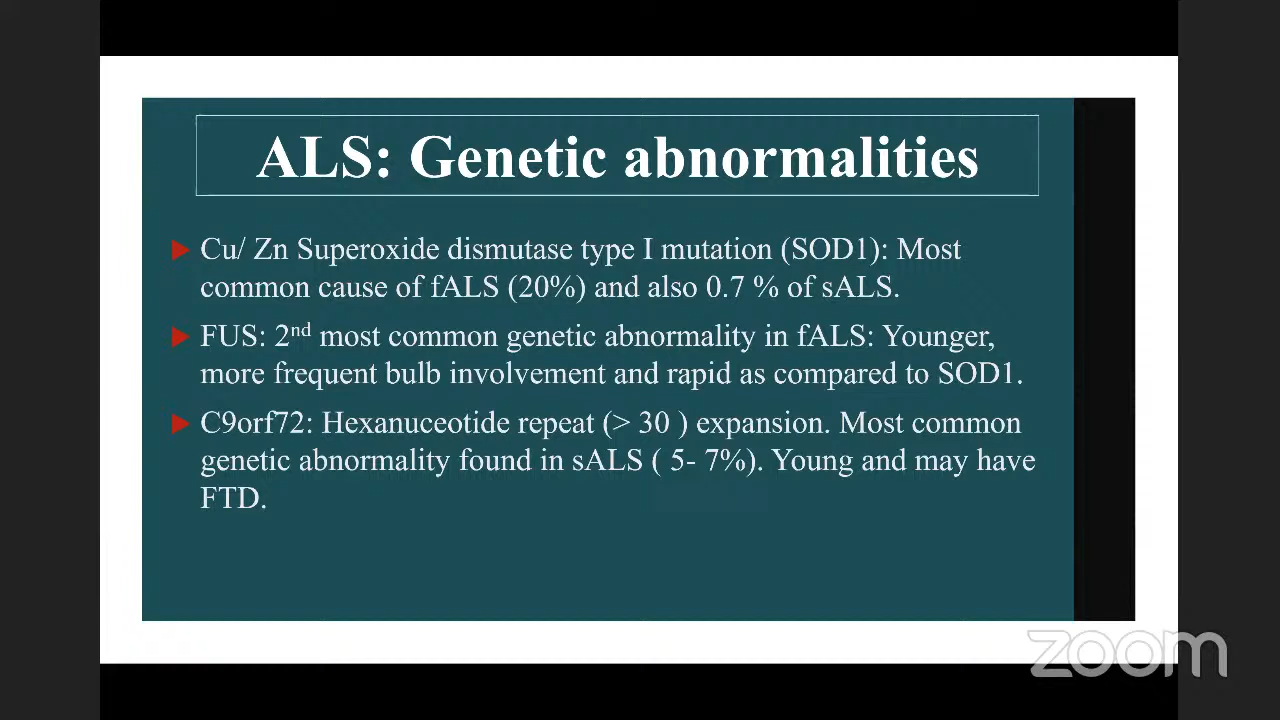 ALS: Genetic abnormalities
Cu/ Zn Superoxide dismutase type I mutation (SOD1): Most
common cause of fALS (20%) and also 0.7 % of sALS.
FUS: 2nd most common genetic abnormality in fALS: Younger,
more frequent bulb involvement and rapid as compared to SOD1.
C9orf72: Hexanuceotide repeat (> 30 ) expansion. Most common
genetic abnormality found in sALS ( 5- 7%). Young and may have
FTD.
zoom